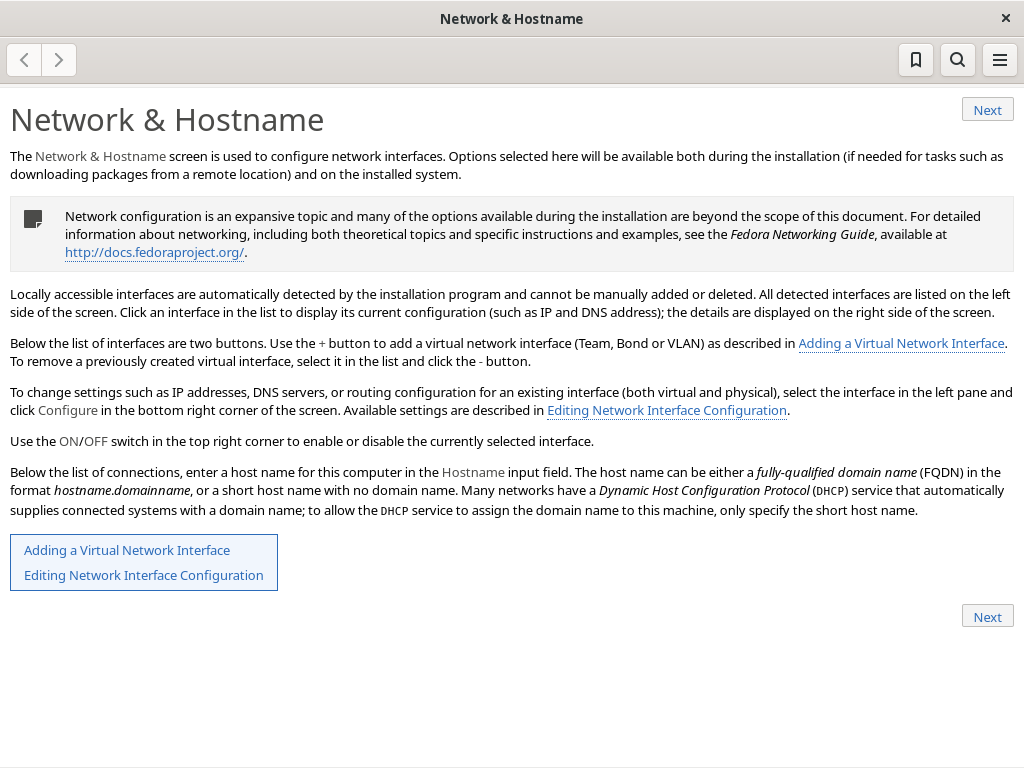 Network & Hostname
Next
Network & Hostname
The Network & Hostname screen is used to configure network interfaces. Options selected here will be available both during the installation (if needed for tasks such as
downloading packages from a remote location) and on the installed system.
Network configuration is an expansive topic and many of the options available during the installation are beyond the scope of this document. For detailed
information about networking, including both theoretical topics and specific instructions and examples, see the Fedora Networking Guide, available at
http://docs.fedoraproject.org/.
Locally accessible interfaces are automatically detected by the installation program and cannot be manually added or deleted. All detected interfaces are listed on the left
side of the screen. Click an interface in the list to display its current configuration (such as IP and DNS address); the details are displayed on the right side of the screen.
Below the list of interfaces are two buttons. Use the + button to add a virtual network interface (Team, Bond or VLAN) as described in Adding a Virtual Network Interface.
To remove a previously created virtual interface, select it in the list and click the - button.
To change settings such as IP addresses, DNS servers, or routing configuration for an existing interface (both virtual and physical), select the interface in the left pane and
click Configure in the bottom right corner of the screen. Available settings are described in Editing Network Interface Configuration.
Use the ON/OFF switch in the top right corner to enable or disable the currently selected interface.
Below the list of connections, enter a host name for this computer in the Hostname input field. The host name can be either a fully-qualified domain name (FQDN) in the
format hostname.domainname, or a short host name with no domain name. Many networks have a Dynamic Host Configuration Protocol (DHCP) service that automatically
supplies connected systems with a domain name; to allow the DHCP service to assign the domain name to this machine, only specify the short host name.
Adding a Virtual Network Interface
Editing Network Interface Configuration
Next